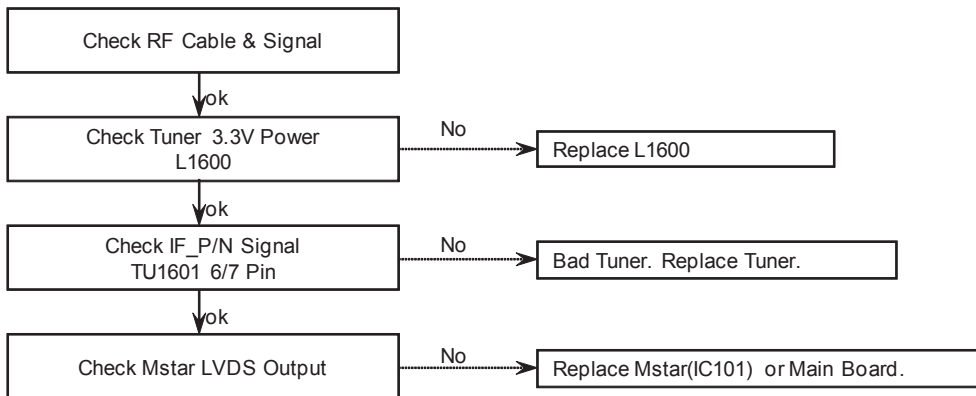 Check RF Cable & Signal
ok
Check Tuner 3.3V Power
L1600
No
Replace L1600
ok
Check IF_P/N Signal
TU1601 6/7 Pin
No
Bad Tuner. Replace Tuner.
ok
Check Mstar LVDS Output
No
Replace Mstar(IC101) or Main Board.